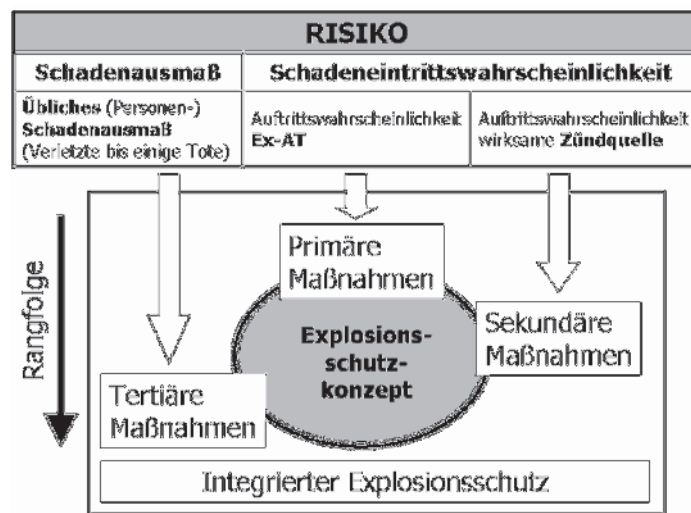 RISIKO
Schadenausmaß
Schadeneintrittswahrscheinlichkeit
Übliches (Personen-)
Schadenausmaß
(Verletzte bis einige Tote)
Auftrittswahrscheinlichkeit
Ex-AT
Auftrittswahrscheinlichkeit
wirksame Zündquelle
Rangfolge
Primäre
Maßnahmen
Explosions-
schutz-
konzept
Sekundäre
Maßnahmen
Tertiäre
Maßnahmen
Integrierter Explosionsschutz